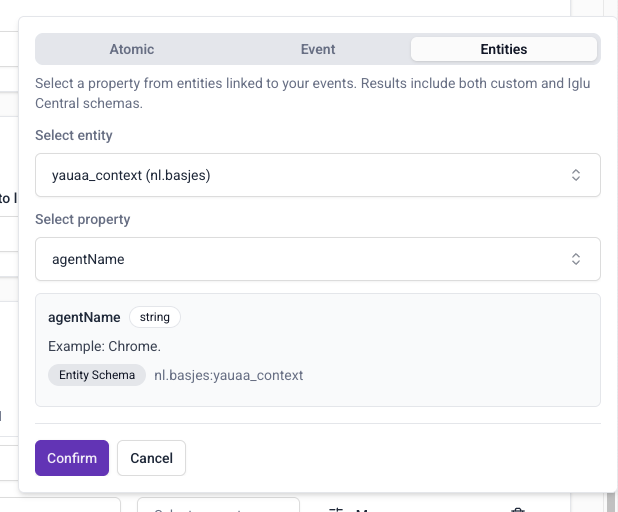 Atomic
Event
Entities
Select a property from entities linked to your events. Results include both custom and Iglu
Central schemas.
Select entity
yauaa_context (nl.basjes)
to l
Select property
agentName
agentName string
Example: Chrome.
Entity Schema nl.basjes:yauaa_context
Confirm
Cancel